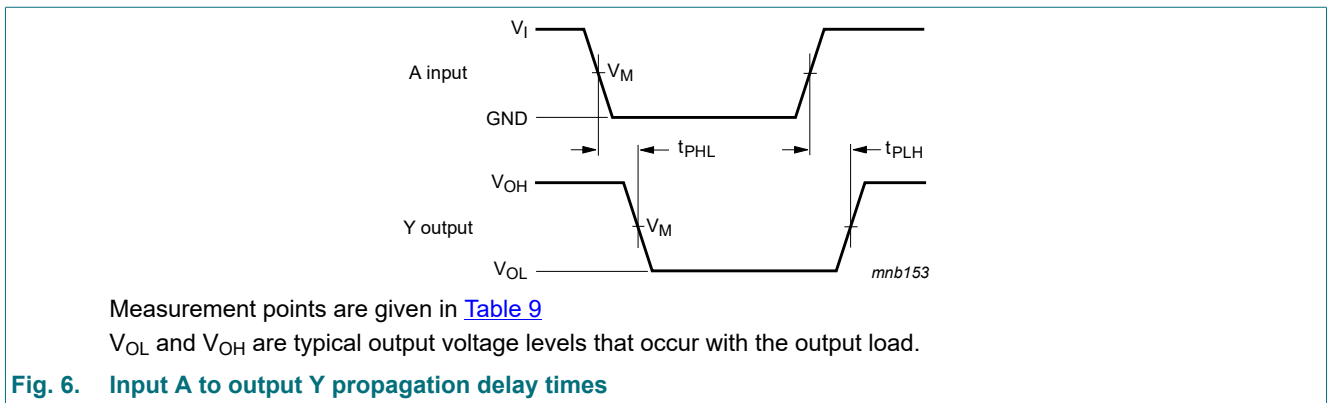 V_I
A input
V_M
GND
t_PHL
t_PLH
V_OH
Y output
V_M
V_OL
mnb153
Measurement points are given in Table 9
V_OL and V_OH are typical output voltage levels that occur with the output load.
Fig. 6. Input A to output Y propagation delay times